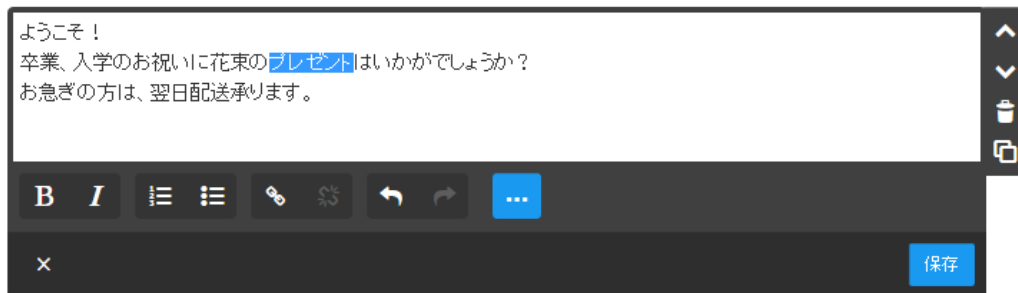 ようこそ！
卒業、入学のお祝いに花束のプレゼントはいかがでしょうか？
お急ぎの方は、翌日配送承ります。
B I
保存